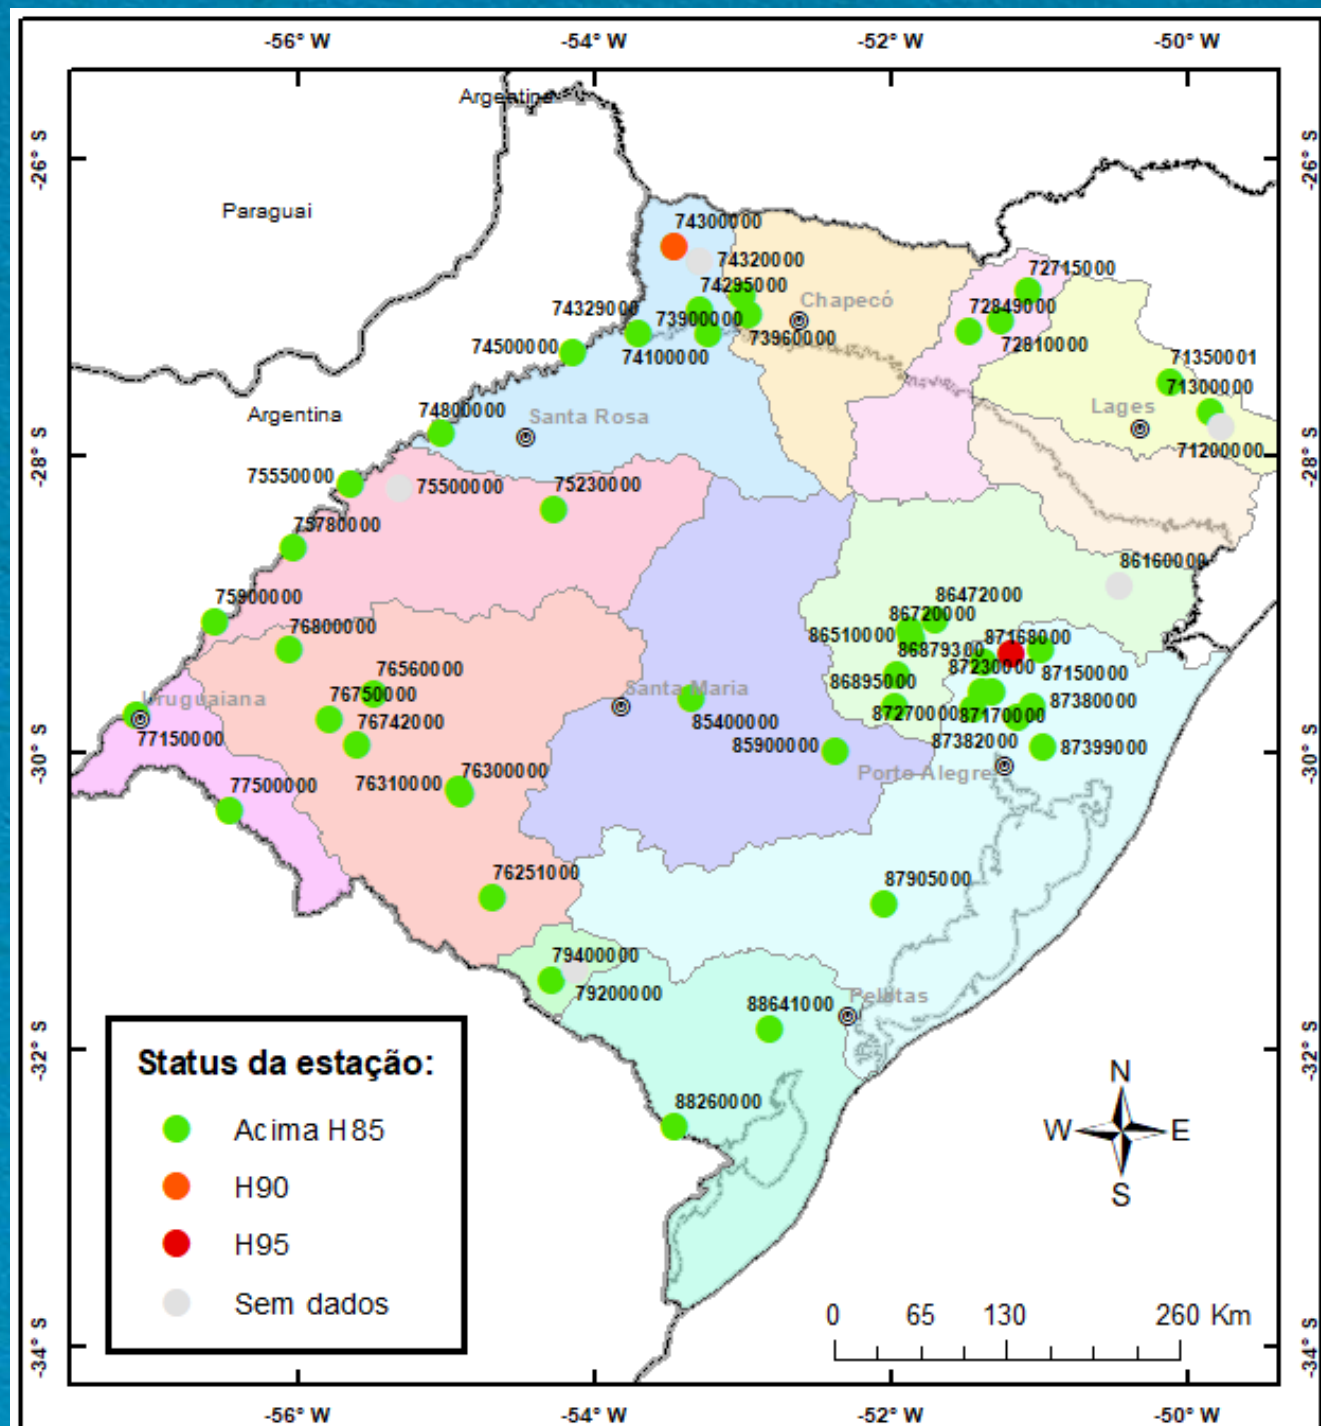 -56° W
-54° W
-52° W
-50° W
Argentina
-26° S
-26° S
Paraguai
74300000
74320000
72715000
74295000
Chapecó
74329000
73900000
72849000
73960000
72810000
74500000
74100000
71350001
71300000
Argentina
74800000
Santa Rosa
Lages
-28° S
-28° S
71200000
75550000
75500000
75230000
75780000
86160000
75900000
86472000
86720000
76800000
86510000
87168000
86879300
76560000
87230000
87150000
Uruguaiana
76750000
Santa Maria
86895000
87380000
76742000
87270000
87170000
77150000
85400000
87382000
87399000
85900000
-30° S
-30° S
Porto Alegre
76300000
76310000
77500000
76251000
87905000
79400000
79200000
Pelotas
88641000
-32° S
-32° S
Status da estação:
88260000
Acima H85
H90
H95
Sem dados
N
W
E
S
0 65 130 260 Km
-34° S
-34° S
-56° W
-54° W
-52° W
-50° W